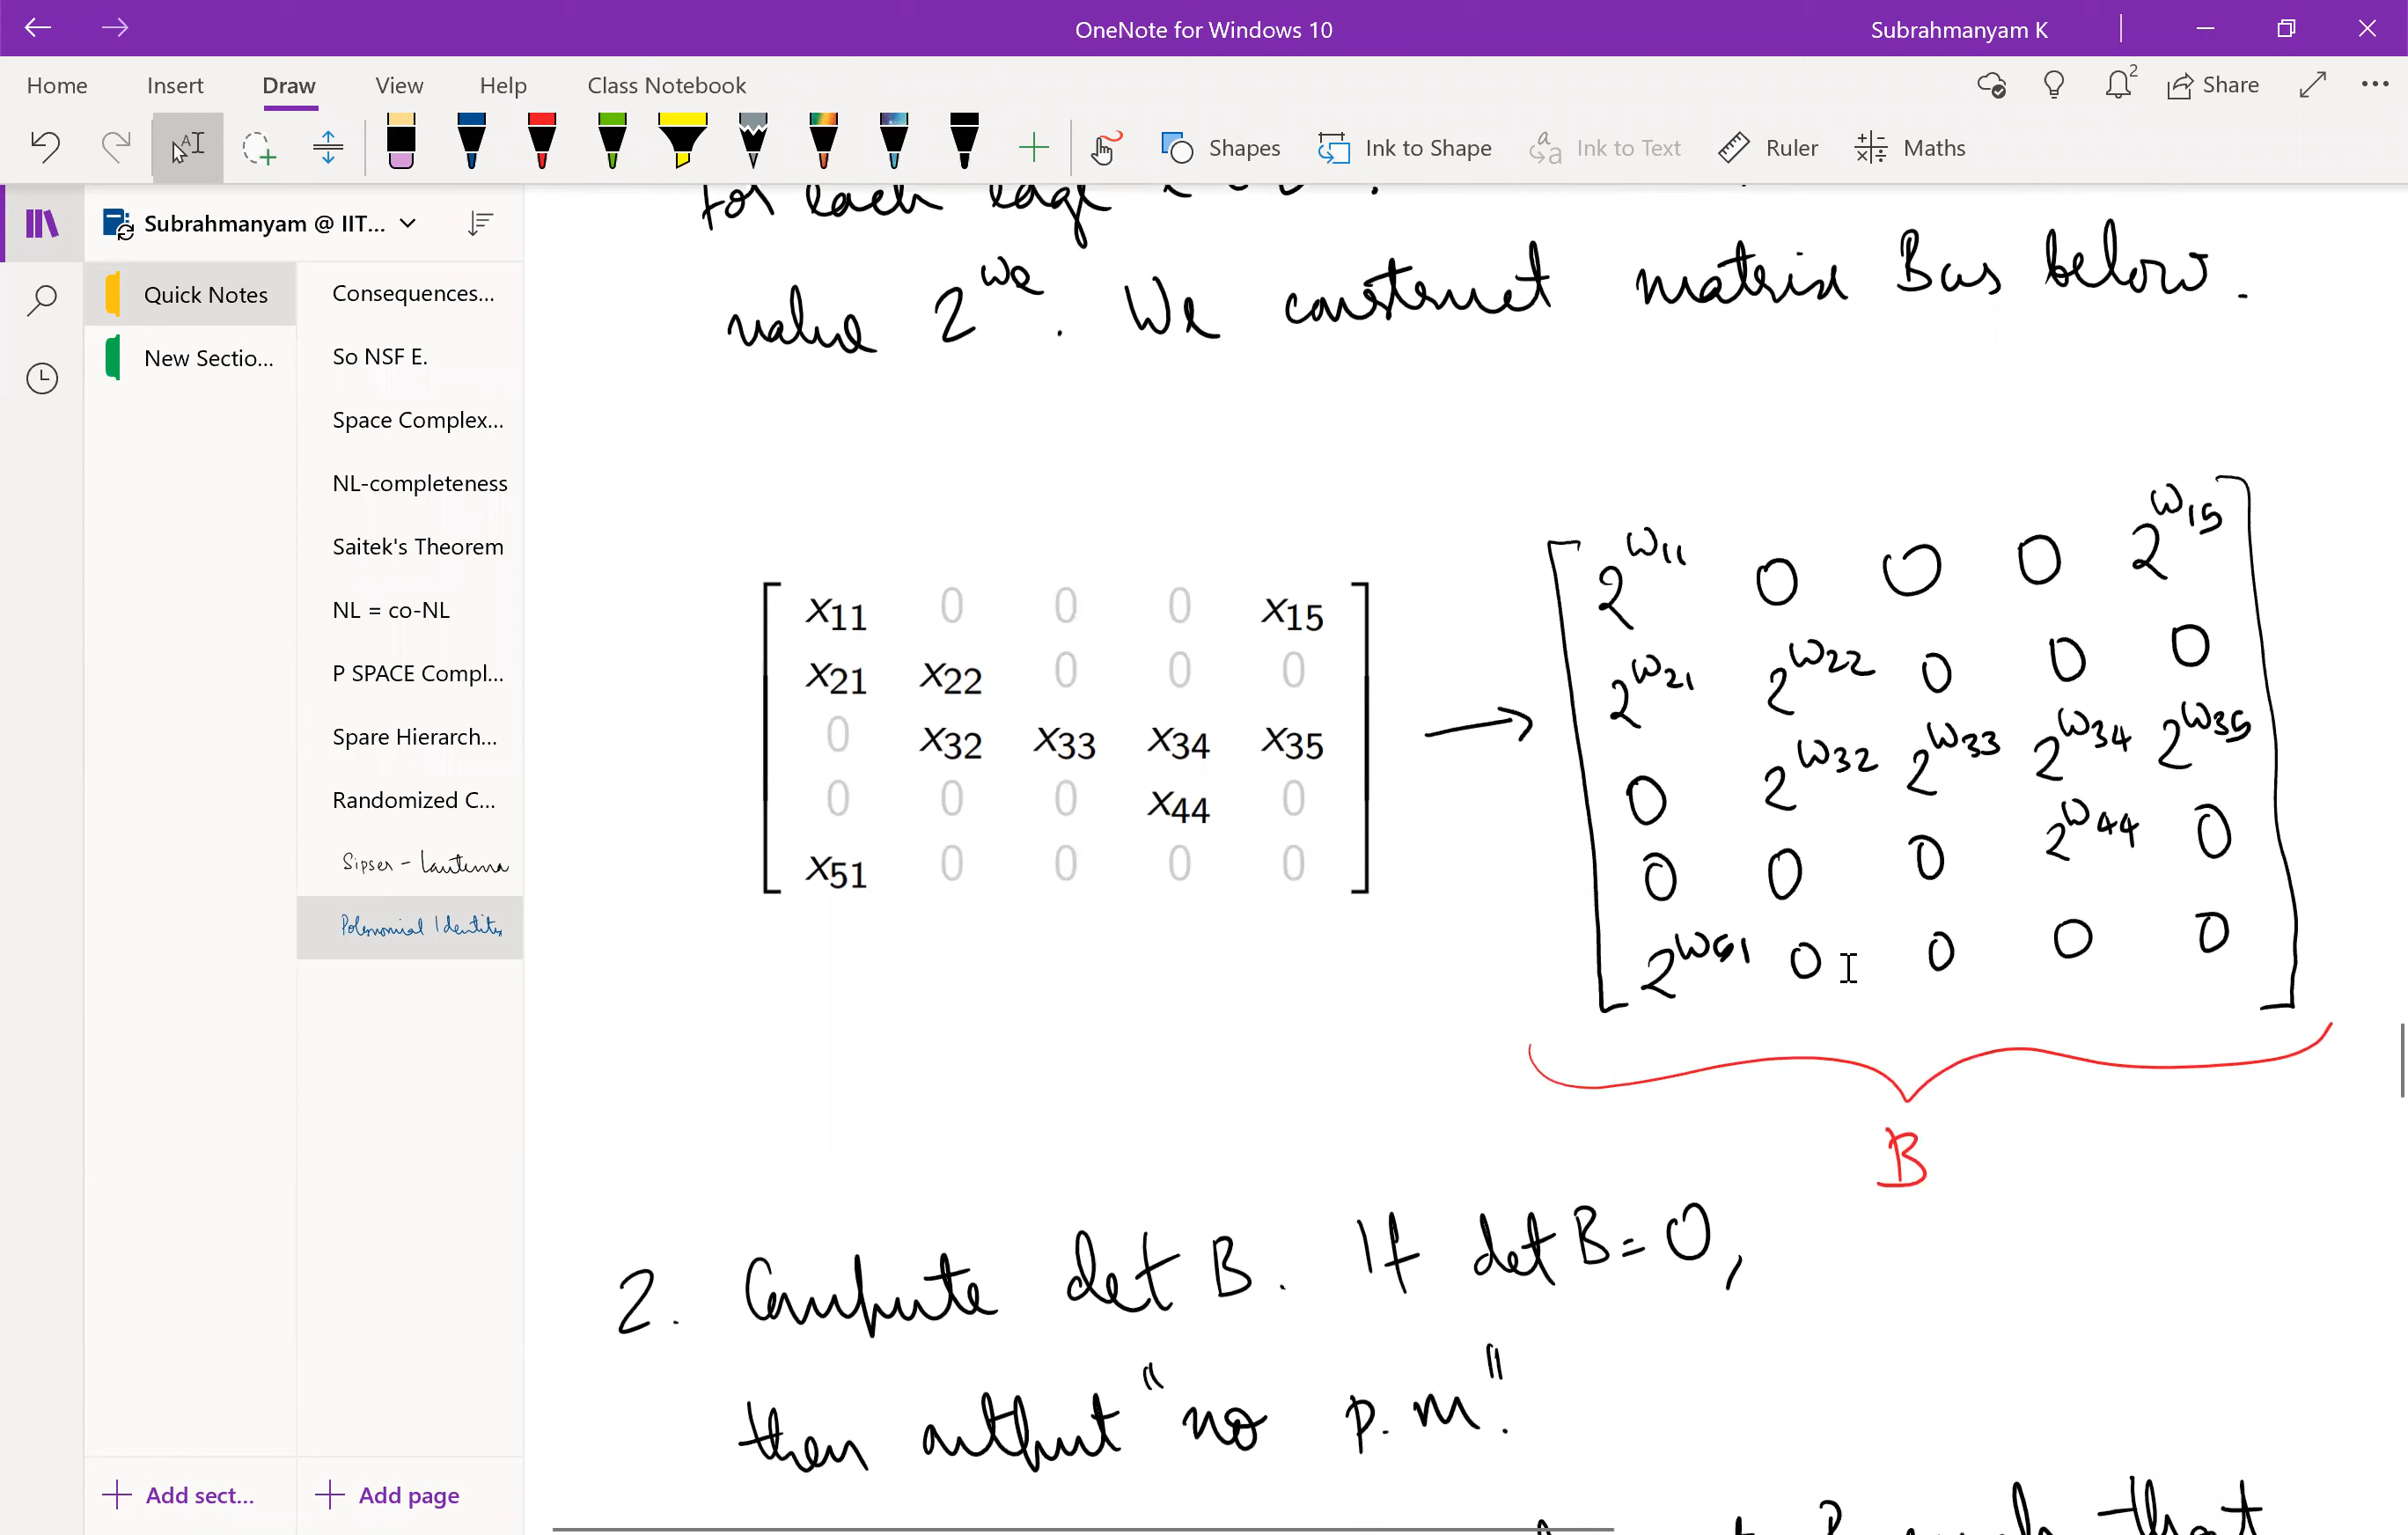 OneNote for Windows 10
Subrahmanyam K
Home Insert Draw View Help Class Notebook
2 Share
Shapes Ink to Shape Ink to Text Ruler Maths
Subrahmanyam @ IIT...
Quick Notes
New Sectio...
Consequences...
So NSF E.
Space Complex...
NL-completeness
Saitek's Theorem
NL = co-NL
P SPACE Compl...
Spare Hierarch...
Randomized C...
Sipser - Lautema
Polynomial Identity
Add sect...
Add page
for each edge
value 2^we. We construct matrix B as below.
x11 0 0 0 x15
x21 x22 0 0 0
0 x32 x33 x34 x35
0 0 0 x44 0
x51 0 0 0 0
→
2^w11 0 0 0 2^w15
2^w21 2^w22 0 0 0
0 2^w32 2^w33 2^w34 2^w35
0 0 0 2^w44 0
2^w51 0 0 0 0
B
2. Compute det B. If det B = 0,
then output "no p.m".
that